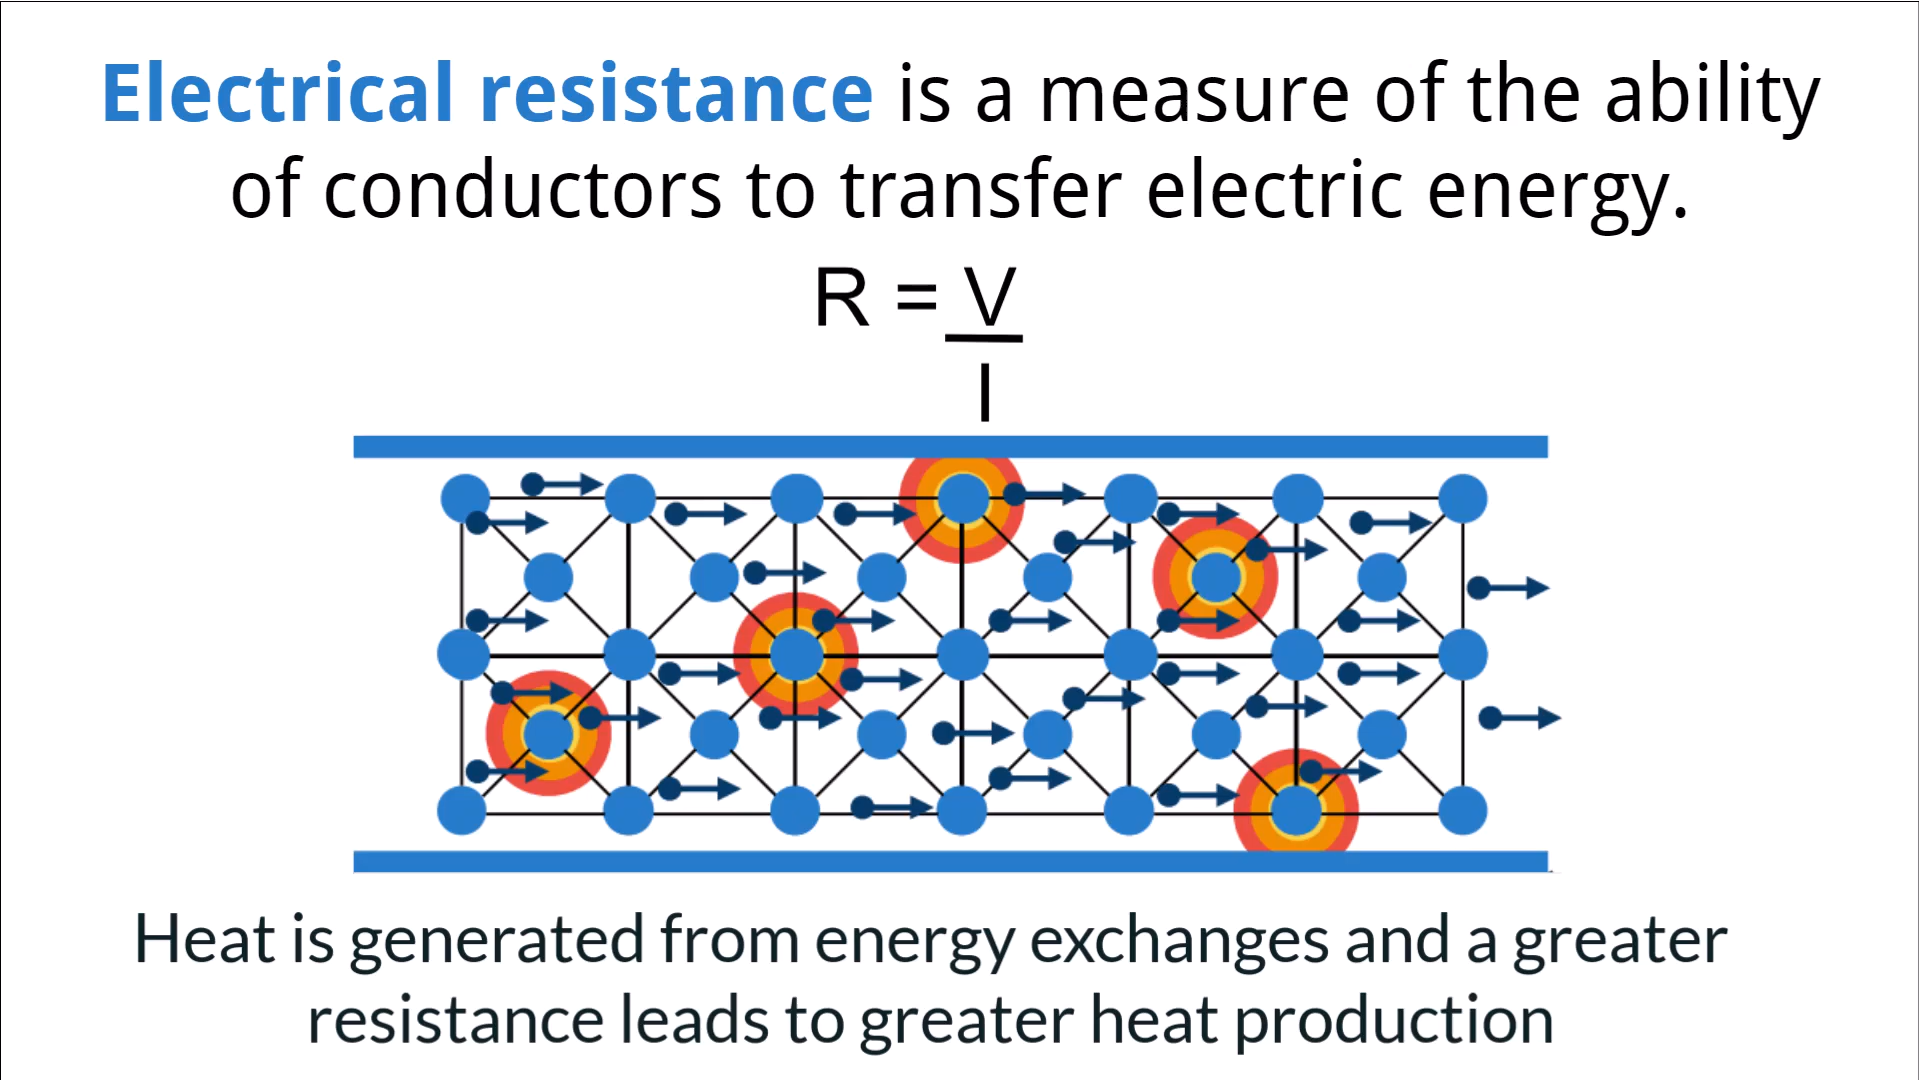 Electrical resistance is a measure of the ability
of conductors to transfer electric energy.
R = V
I
Heat is generated from energy exchanges and a greater
resistance leads to greater heat production